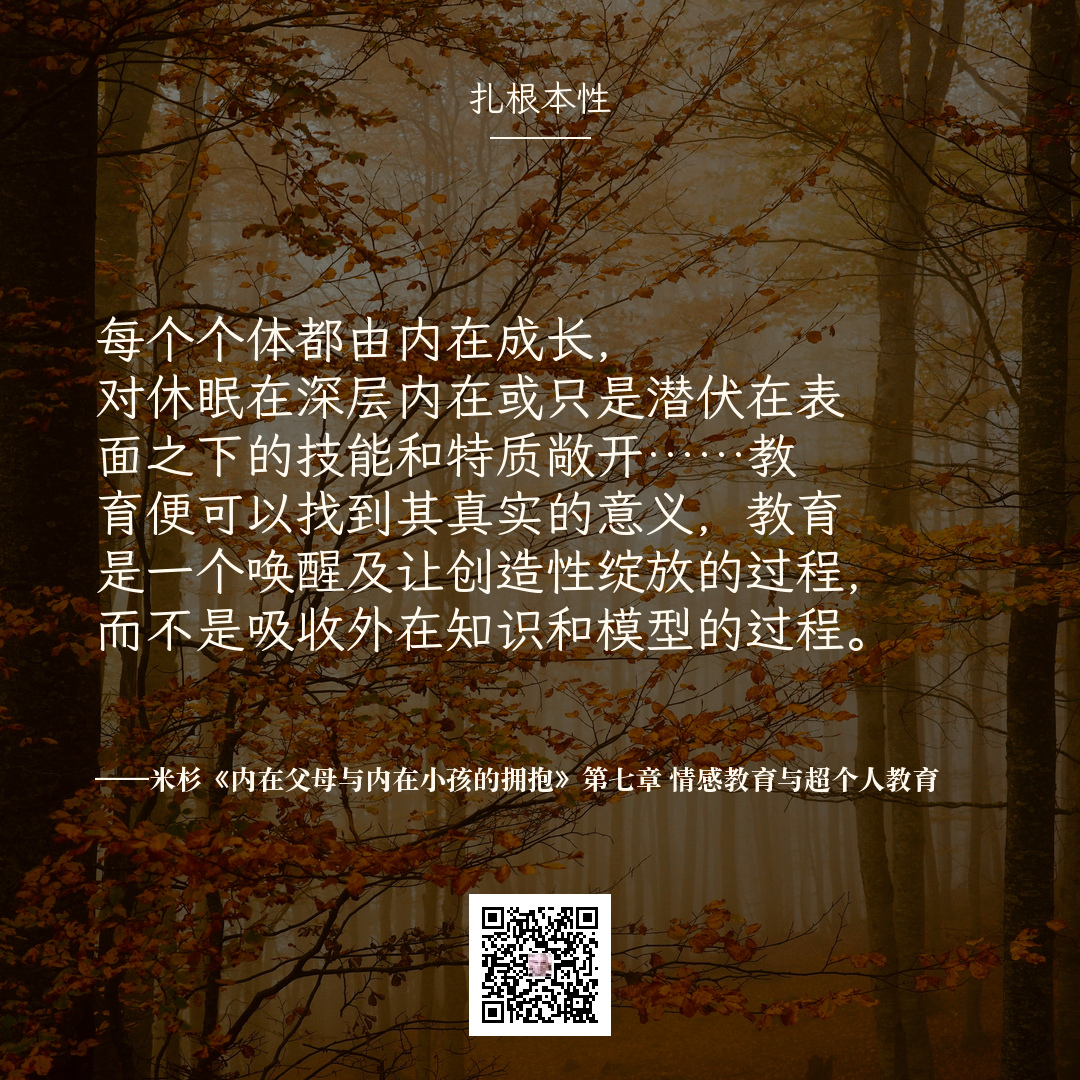 扎根本性
每个个体都由内在成长，
对休眠在深层内在或只是潜伏在表
面之下的技能和特质敞开……教
育便可以找到其真实的意义，教育
是一个唤醒及让创造性绽放的过程，
而不是吸收外在知识和模型的过程。
——米杉《内在父母与内在小孩的拥抱》第七章 情感教育与超个人教育